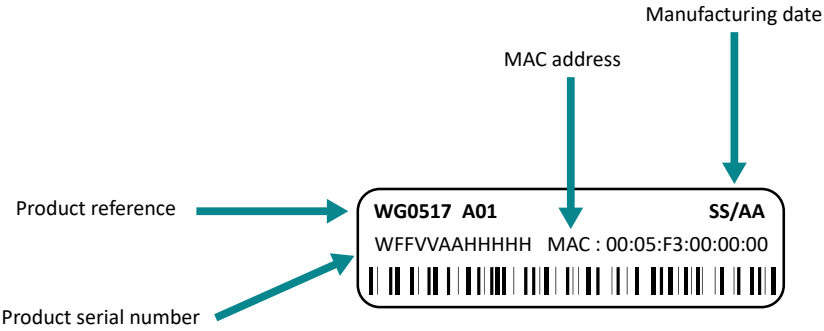 Manufacturing date
MAC address
Product reference
WG0517 A01 SS/AA
WFFVVAAHHHHH MAC : 00:05:F3:00:00:00
Product serial number